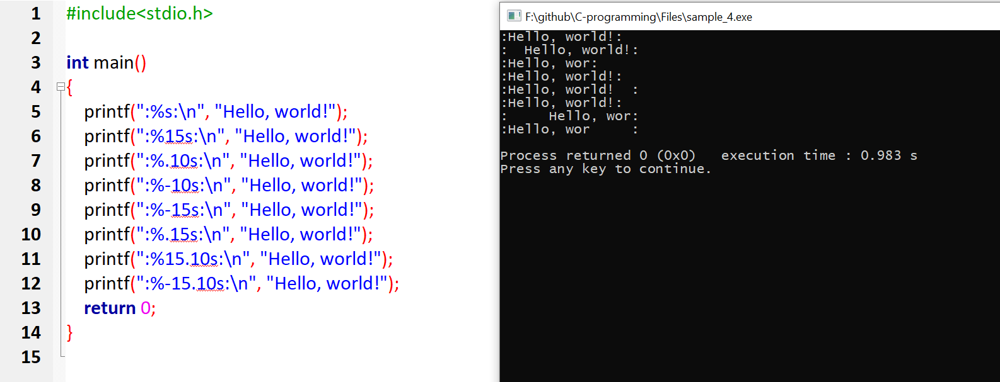 1 #include<stdio.h>
2
3 int main()
4 {
5 printf(":%s:\n", "Hello, world!");
6 printf(":%15s:\n", "Hello, world!");
7 printf(":%.10s:\n", "Hello, world!");
8 printf(":%-10s:\n", "Hello, world!");
9 printf(":%-15s:\n", "Hello, world!");
10 printf(":%.15s:\n", "Hello, world!");
11 printf(":%15.10s:\n", "Hello, world!");
12 printf(":%-15.10s:\n", "Hello, world!");
13 return 0;
14 }
15
F:\github\C-programming\Files\sample_4.exe
:Hello, world!:
:  Hello, world!:
:Hello, wor:
:Hello, world!:
:Hello, world!  :
:Hello, world!:
:     Hello, wor:
:Hello, wor     :
Process returned 0 (0x0)   execution time : 0.983 s
Press any key to continue.